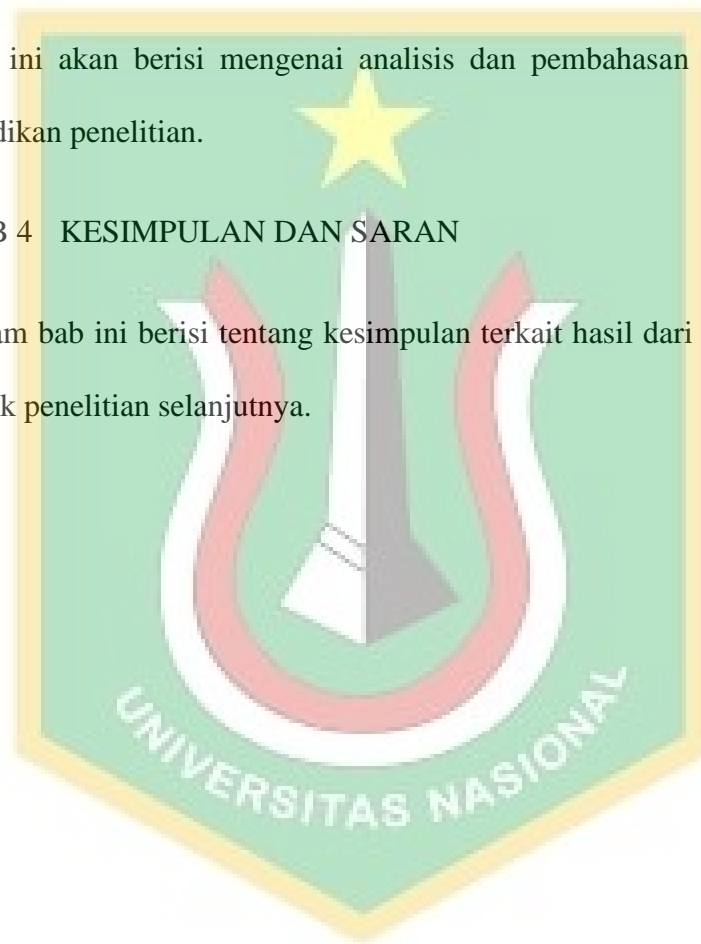 ini akan berisi mengenai analisis dan pembahasan
dikan penelitian.
3 4 KESIMPULAN DAN SARAN
am bab ini berisi tentang kesimpulan terkait hasil dari
k penelitian selanjutnya.
UNIVERSITAS NASIONAL